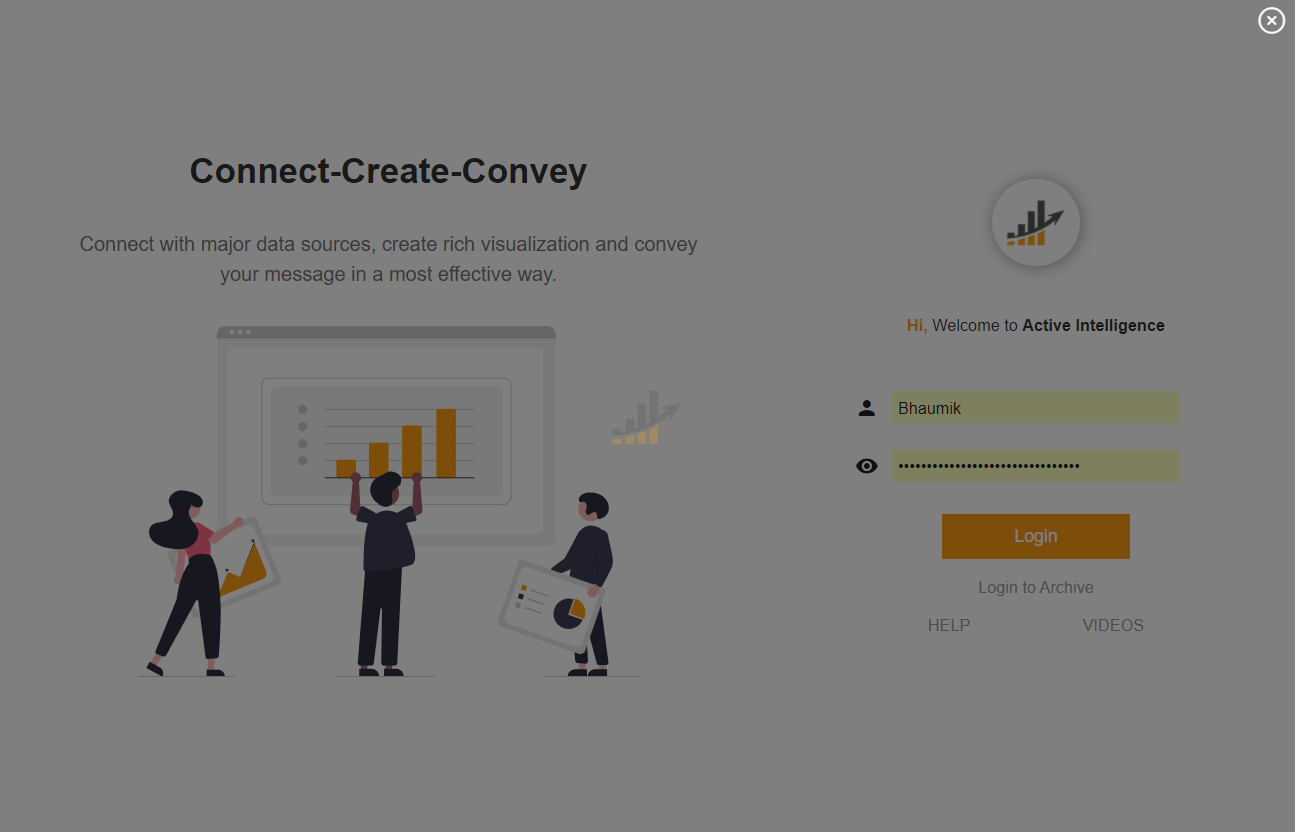 Connect-Create-Convey
Connect with major data sources, create rich visualization and convey
your message in a most effective way.
Hi, Welcome to Active Intelligence
Bhaumik
••••••••••••••••••••••••••••••••
Login
Login to Archive
HELP VIDEOS